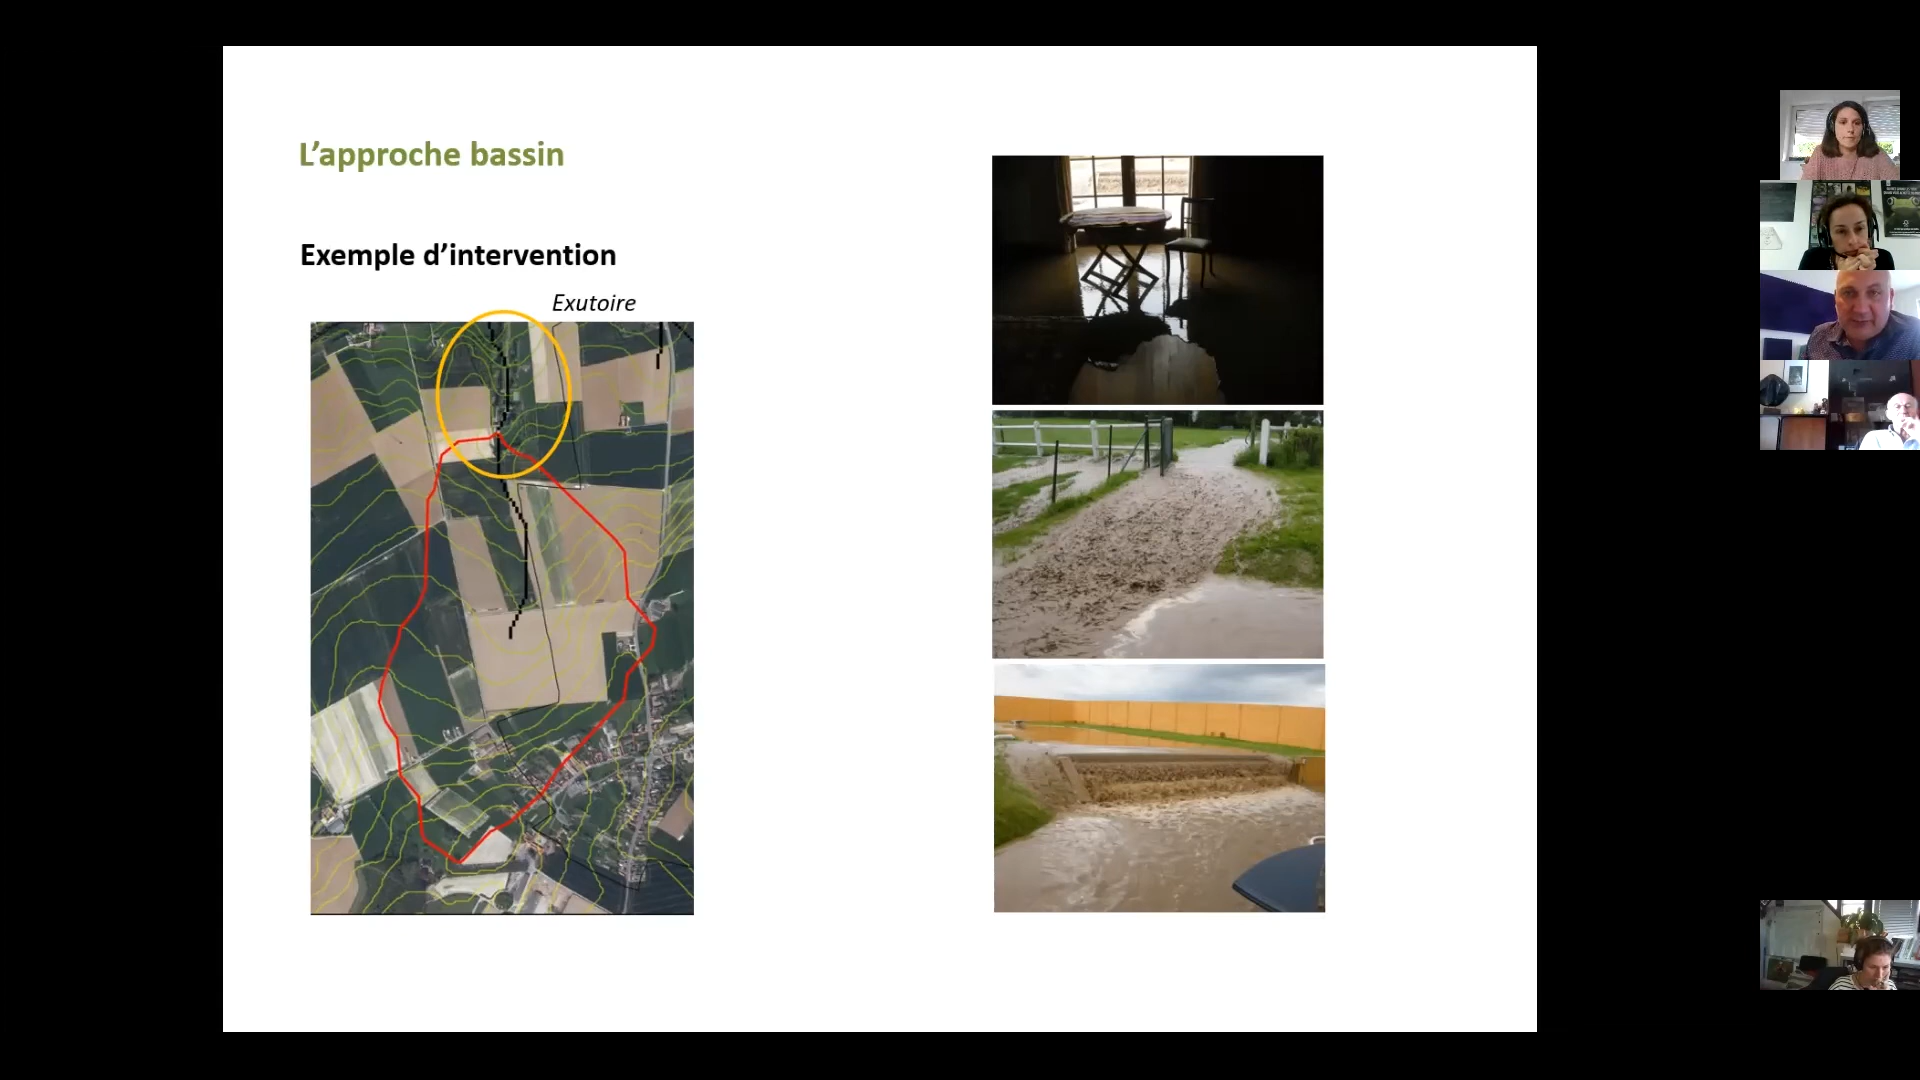 L’approche bassin
Exemple d’intervention
Exutoire